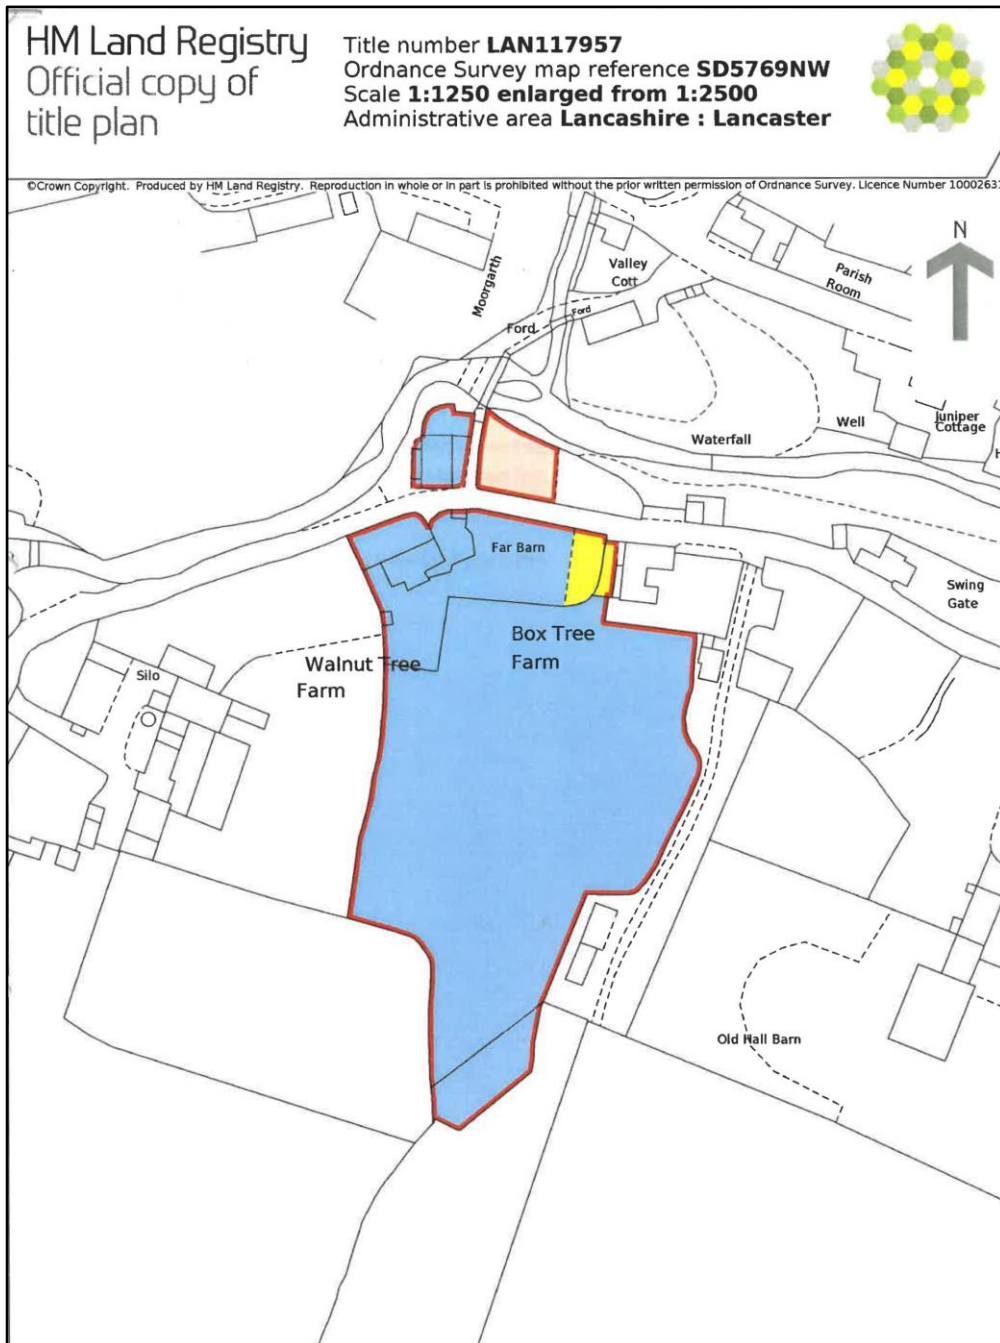 HM Land Registry
Official copy of
title plan
Title number LAN117957
Ordnance Survey map reference SD5769NW
Scale 1:1250 enlarged from 1:2500
Administrative area Lancashire : Lancaster
©Crown Copyright. Produced by HM Land Registry. Reproduction in whole or in part is prohibited without the prior written permission of Ordnance Survey. Licence Number 10002631
N
Valley
Cott
Parish
Room
Moorgarth
Ford
Ford
Well
Juniper
Cottage
H
Waterfall
Far Barn
Swing
Gate
Box Tree
Farm
Walnut Tree
Farm
Silo
Old Hall Barn